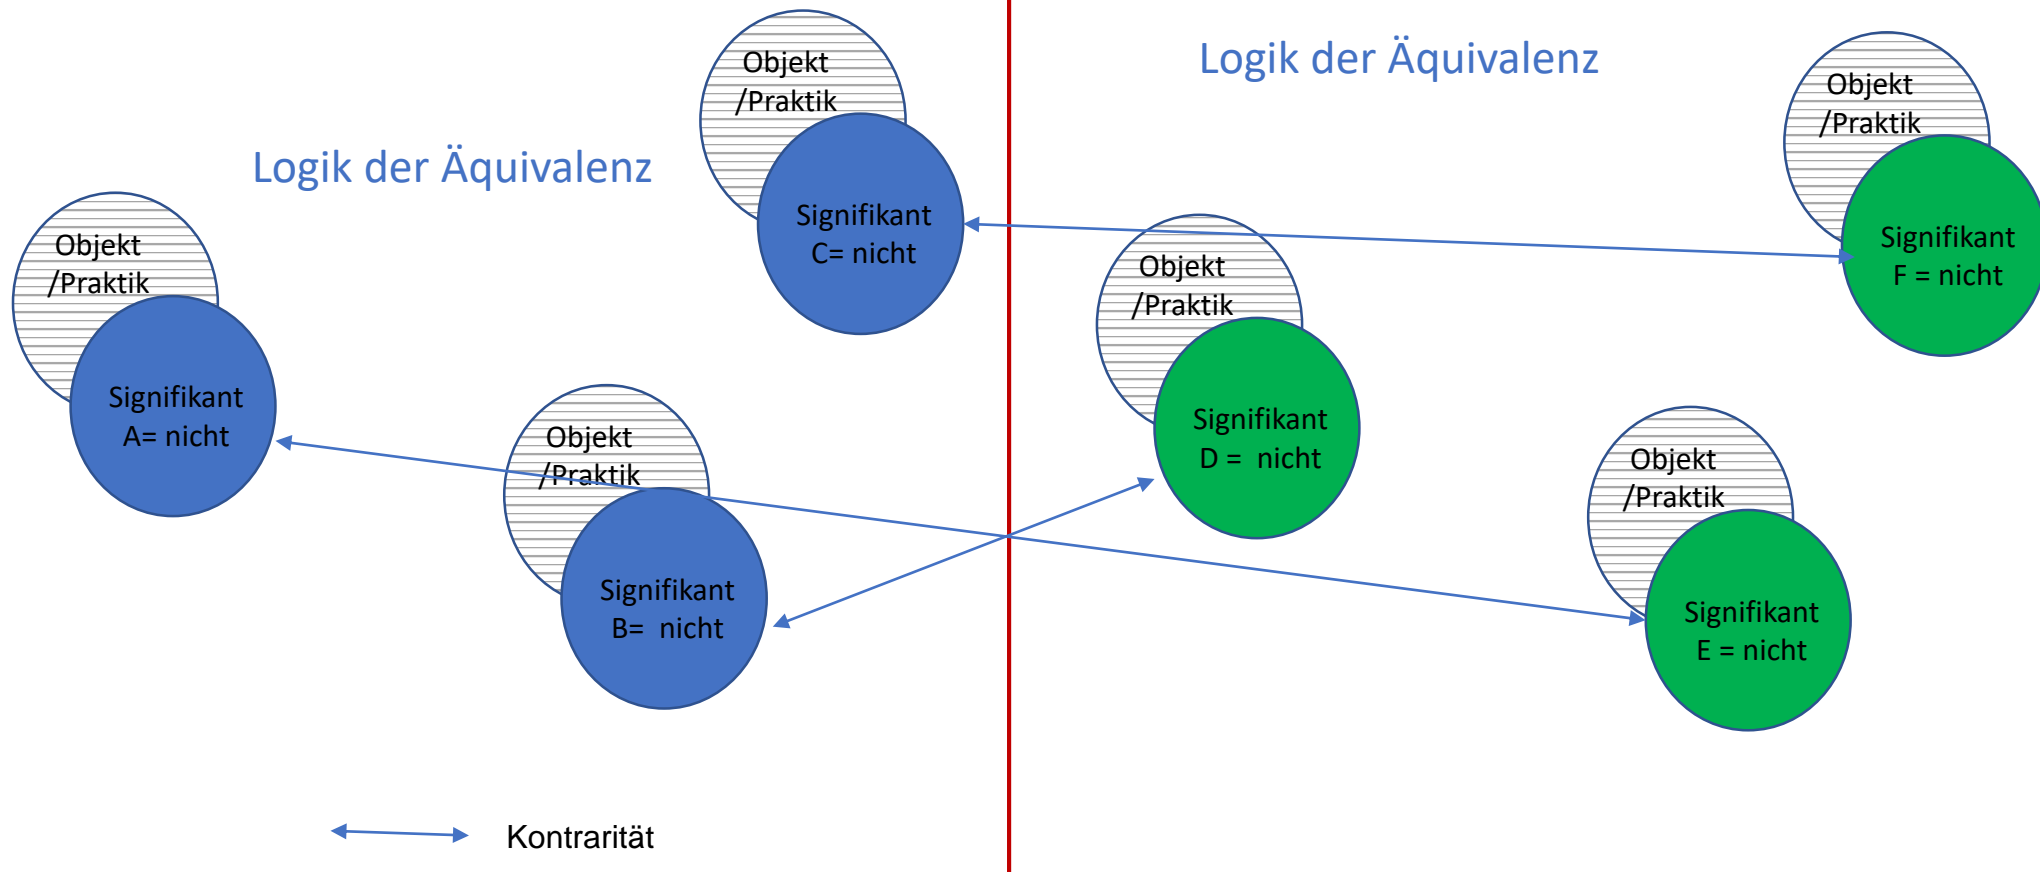 Logik der Äquivalenz
Objekt
/Praktik
Signifikant
A= nicht
Objekt
/Praktik
Signifikant
B=  nicht
Objekt
/Praktik
Signifikant
C= nicht
Logik der Äquivalenz
Objekt
/Praktik
Signifikant
D =  nicht
Objekt
/Praktik
Signifikant
E = nicht
Objekt
/Praktik
Signifikant
F = nicht
Kontrarität